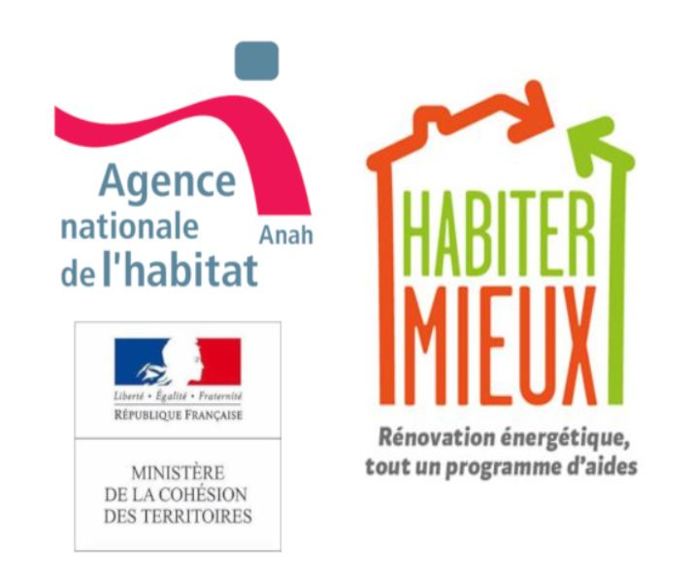 Agence
nationale
de l'habitat
Anah
Liberté • Égalité • Fraternité
RÉPUBLIQUE FRANÇAISE
MINISTÈRE
DE LA COHÉSION
DES TERRITOIRES
HABITER
MIEUX
Rénovation énergétique,
tout un programme d'aides